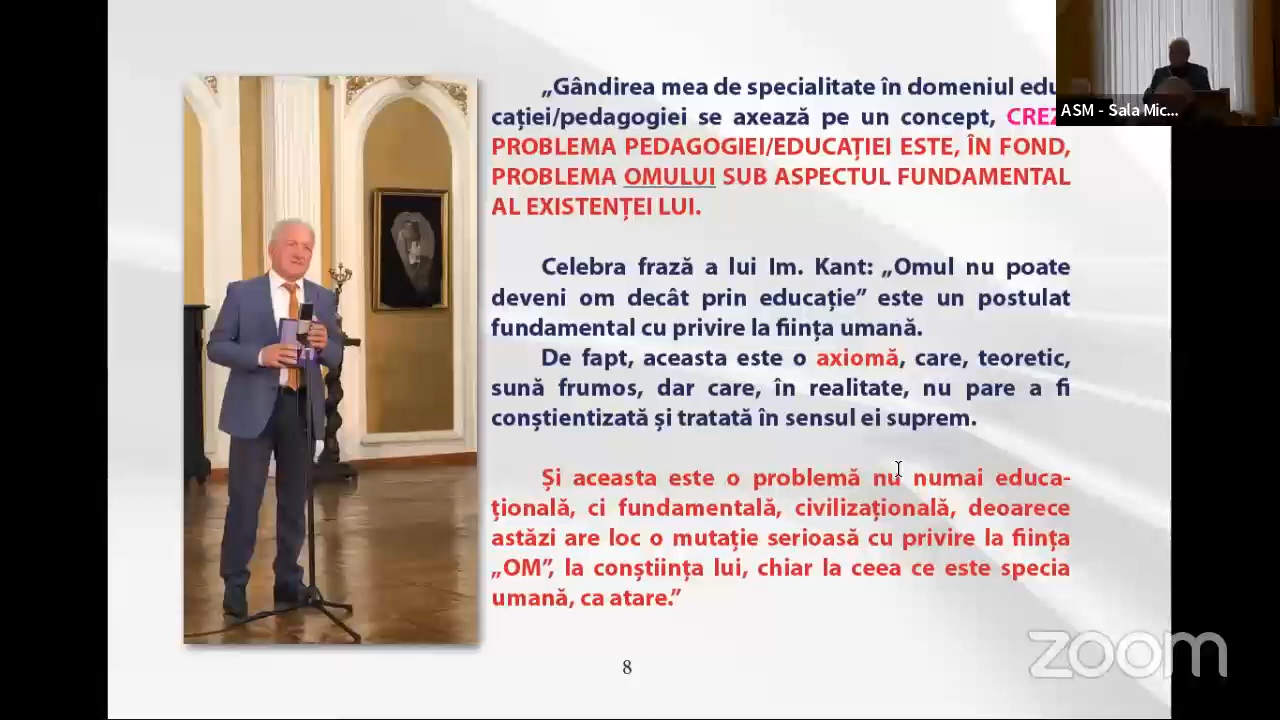 „Gândirea mea de specialitate în domeniul edu
cației/pedagogiei se axează pe un concept, CREZ
PROBLEMA PEDAGOGIEI/EDUCAȚIEI ESTE, ÎN FOND,
PROBLEMA OMULUI SUB ASPECTUL FUNDAMENTAL
AL EXISTENȚEI LUI.
Celebra frază a lui Im. Kant: „Omul nu poate
deveni om decât prin educație” este un postulat
fundamental cu privire la ființa umană.
De fapt, aceasta este o axiomă, care, teoretic,
sună frumos, dar care, în realitate, nu pare a fi
conștientizată și tratată în sensul ei suprem.
Și aceasta este o problemă nu numai educa-
țională, ci fundamentală, civilizațională, deoarece
astăzi are loc o mutație serioasă cu privire la ființa
„OM”, la conștiința lui, chiar la ceea ce este specia
umană, ca atare.”
8
ASM - Sala Mic...
zoom